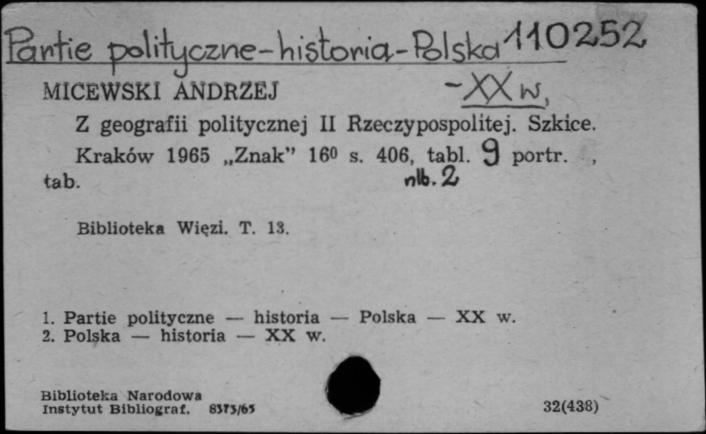 Partie polityczne-historia-Polska 110252
-XX w,
MICEWSKI ANDRZEJ
Z geografii politycznej II Rzeczypospolitej. Szkice.
Kraków 1965 „Znak” 16⁰ s. 406, tabl. 9 portr. ,
tab. nlb. 2
Biblioteka Więzi. T. 13.
1. Partie polityczne — historia — Polska — XX w.
2. Polska — historia — XX w.
Biblioteka Narodowa
Instytut Bibliograf. 8373/65 32(438)